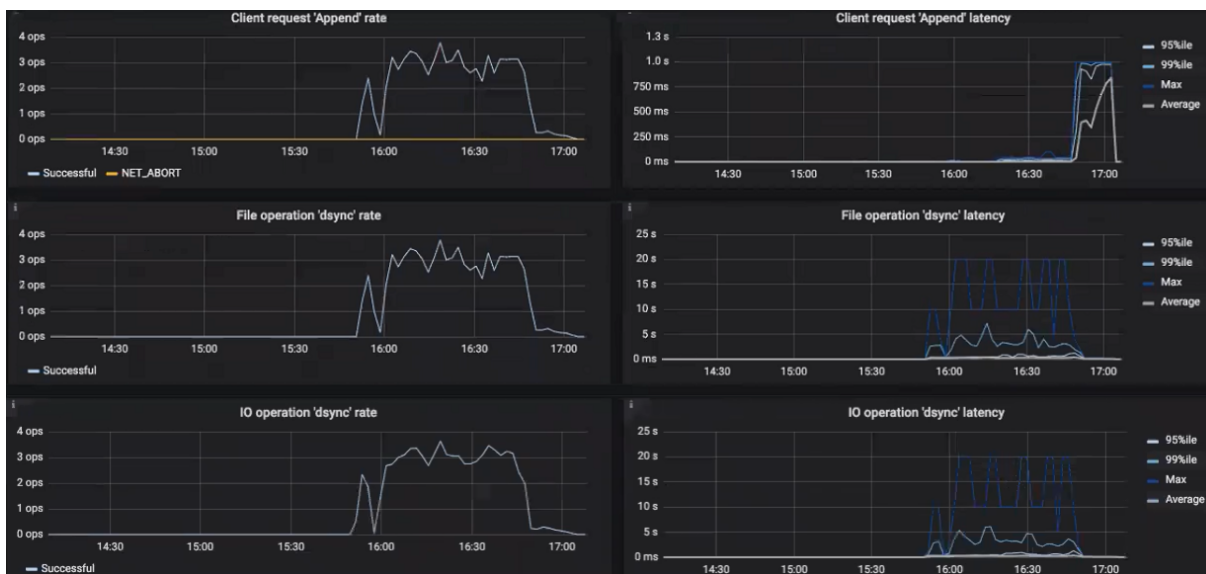 Client request 'Append' rate
4 ops
3 ops
2 ops
1 ops
0 ops
14:30 15:00 15:30 16:00 16:30 17:00
Successful NET_ABORT
Client request 'Append' latency
1.3 s
1.0 s
750 ms
500 ms
250 ms
0 ms
14:30 15:00 15:30 16:00 16:30 17:00
95%ile
99%ile
Max
Average
i
File operation 'dsync' rate
4 ops
3 ops
2 ops
1 ops
0 ops
14:30 15:00 15:30 16:00 16:30 17:00
Successful
i
File operation 'dsync' latency
25 s
20 s
15 s
10 s
5 s
0 ms
14:30 15:00 15:30 16:00 16:30 17:00
95%ile
99%ile
Max
Average
i
IO operation 'dsync' rate
4 ops
3 ops
2 ops
1 ops
0 ops
14:30 15:00 15:30 16:00 16:30 17:00
Successful
i
IO operation 'dsync' latency
25 s
20 s
15 s
10 s
5 s
0 ms
14:30 15:00 15:30 16:00 16:30 17:00
95%ile
99%ile
Max
Average